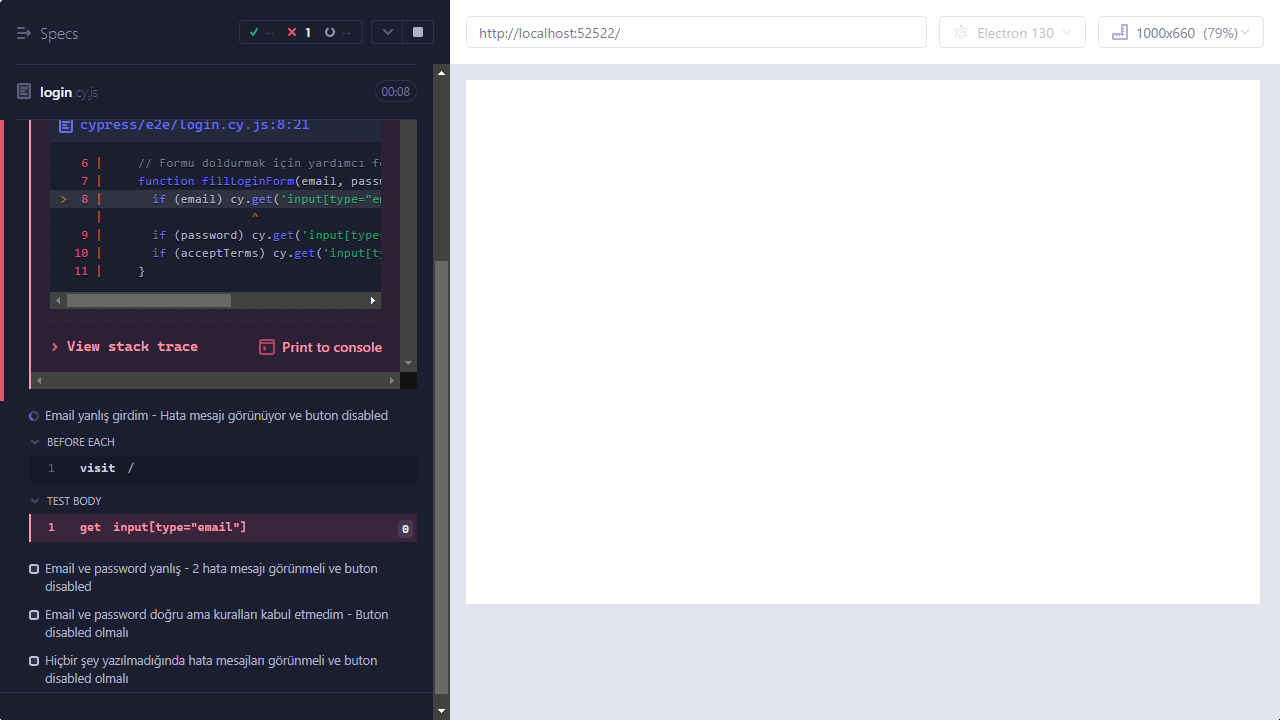 Specs
-- 1 --
http://localhost:52522/
Electron 130
1000x660 (79%)
login.cy.js
00:08
cypress/e2e/login.cy.js:8:21
6 | // Formu doldurmak için yardımcı
7 | function fillLoginForm(email,
> 8 | if (email) cy.get('input[type="
| ^
9 | if (password) cy.get('input[type
10 | if (acceptTerms) cy.get('input
11 | }
View stack trace
Print to console
Email yanlış girdim - Hata mesajı görünüyor ve buton disabled
BEFORE EACH
1 visit /
TEST BODY
1 get input[type="email"] 0
Email ve password yanlış - 2 hata mesajı görünmeli ve buton
disabled
Email ve password doğru ama kuralları kabul etmedim - Buton
disabled olmalı
Hiçbir şey yazılmadığında hata mesajları görünmeli ve buton
disabled olmalı